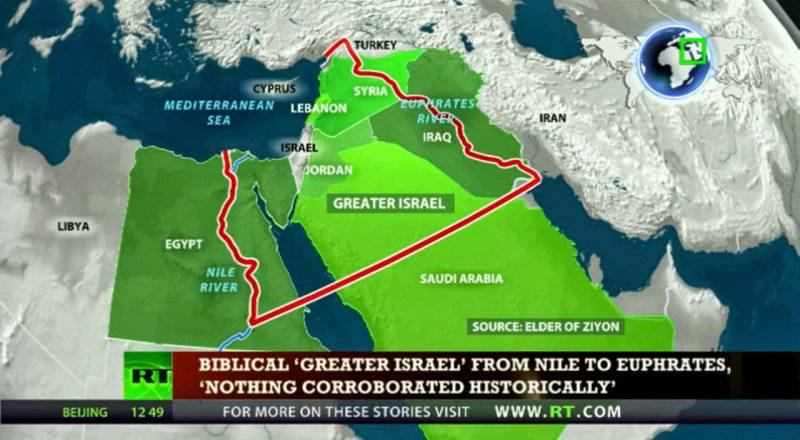 TURKEY
CYPRUS
SYRIA
MEDITERRANEAN
SEA
LEBANON
EUPHRATES
RIVER
IRAQ
IRAN
ISRAEL
JORDAN
GREATER ISRAEL
LIBYA
EGYPT
NILE
RIVER
SAUDI ARABIA
SOURCE: ELDER OF ZIYON
RT
BIBLICAL ‘GREATER ISRAEL’ FROM NILE TO EUPHRATES,
‘NOTHING CORROBORATED HISTORICALLY’
BEIJING 12 49 FOR MORE ON THESE STORIES VISIT WWW.RT.COM